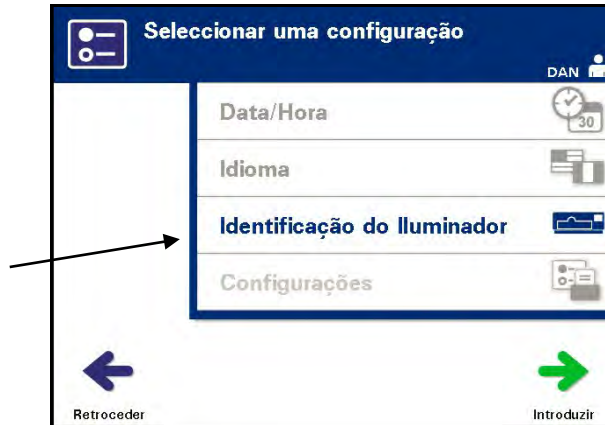 Seleccionar uma configuração
DAN
Data/Hora
30
Idioma
Identificação do Iluminador
Configurações
Retroceder
Introduzir